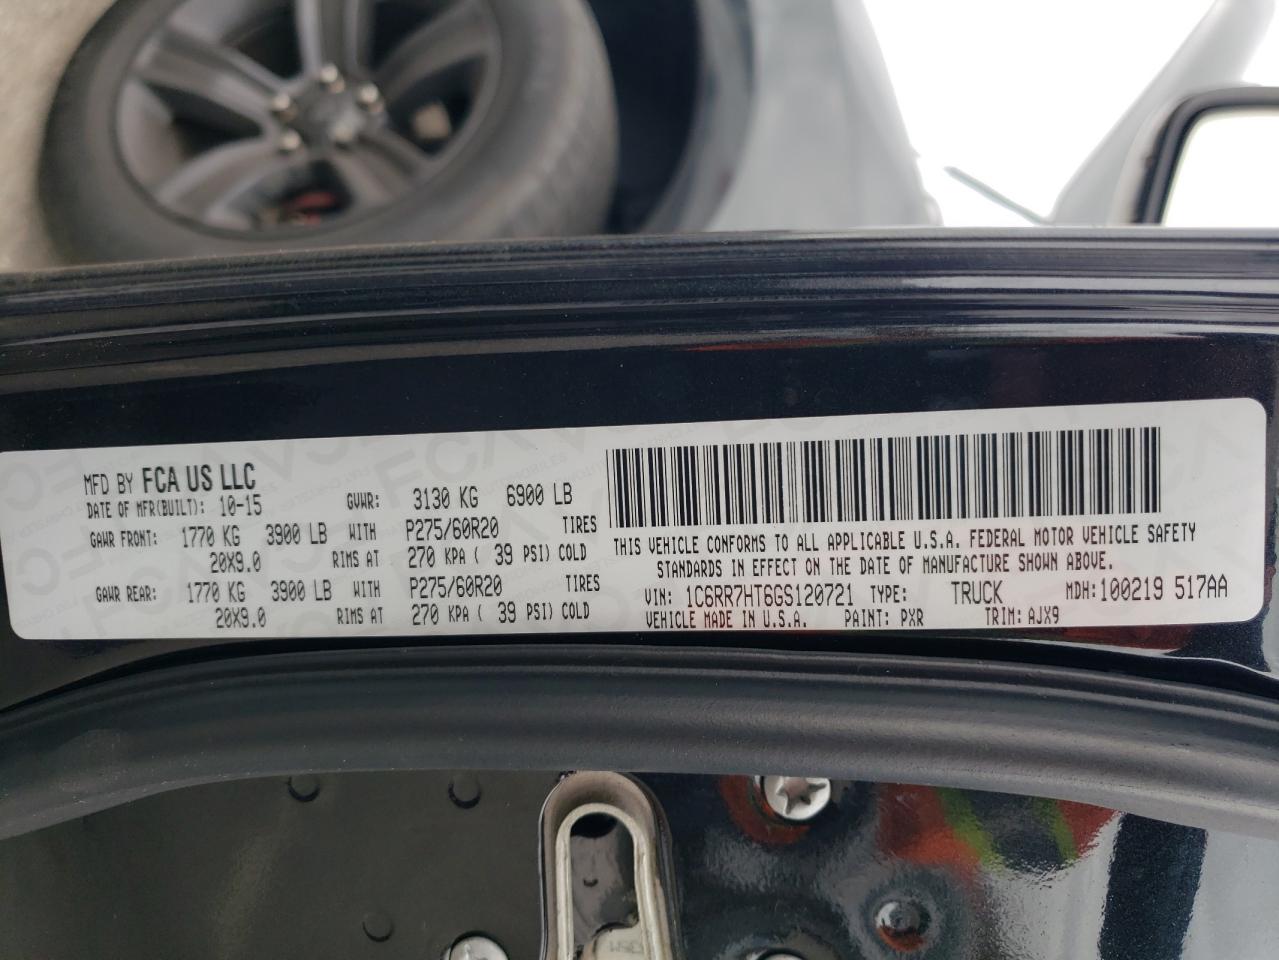 MFD BY FCA US LLC
DATE OF MFR(BUILT): 10-15 GVWR: 3130 KG 6900 LB
GAWR FRONT: 1770 KG 3900 LB WITH P275/60R20 TIRES
20X9.0 RIMS AT 270 KPA ( 39 PSI) COLD
GAWR REAR: 1770 KG 3900 LB WITH P275/60R20 TIRES
20X9.0 RIMS AT 270 KPA ( 39 PSI) COLD
THIS VEHICLE CONFORMS TO ALL APPLICABLE U.S.A. FEDERAL MOTOR VEHICLE SAFETY
STANDARDS IN EFFECT ON THE DATE OF MANUFACTURE SHOWN ABOVE.
VIN: 1C6RR7HT6GS120721 TYPE: TRUCK MDH: 100219 517AA
VEHICLE MADE IN U.S.A. PAINT: PXR TRIM: AJX9